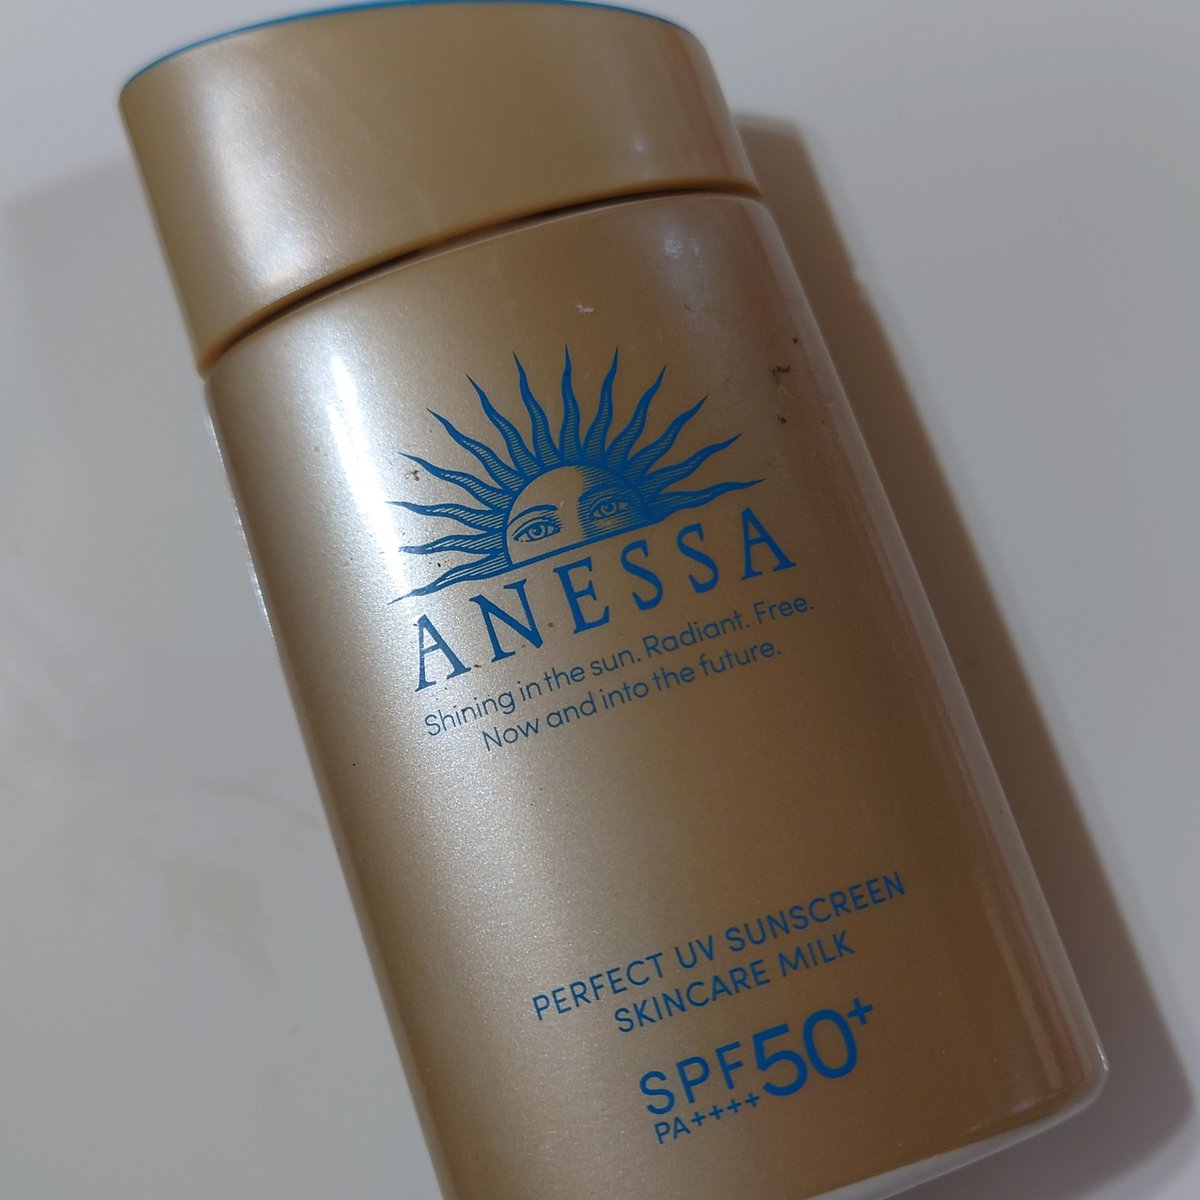 ANESSA
Shining in the sun. Radiant. Free.
Now and into the future.
PERFECT UV SUNSCREEN
SKINCARE MILK
SPF50+
PA++++